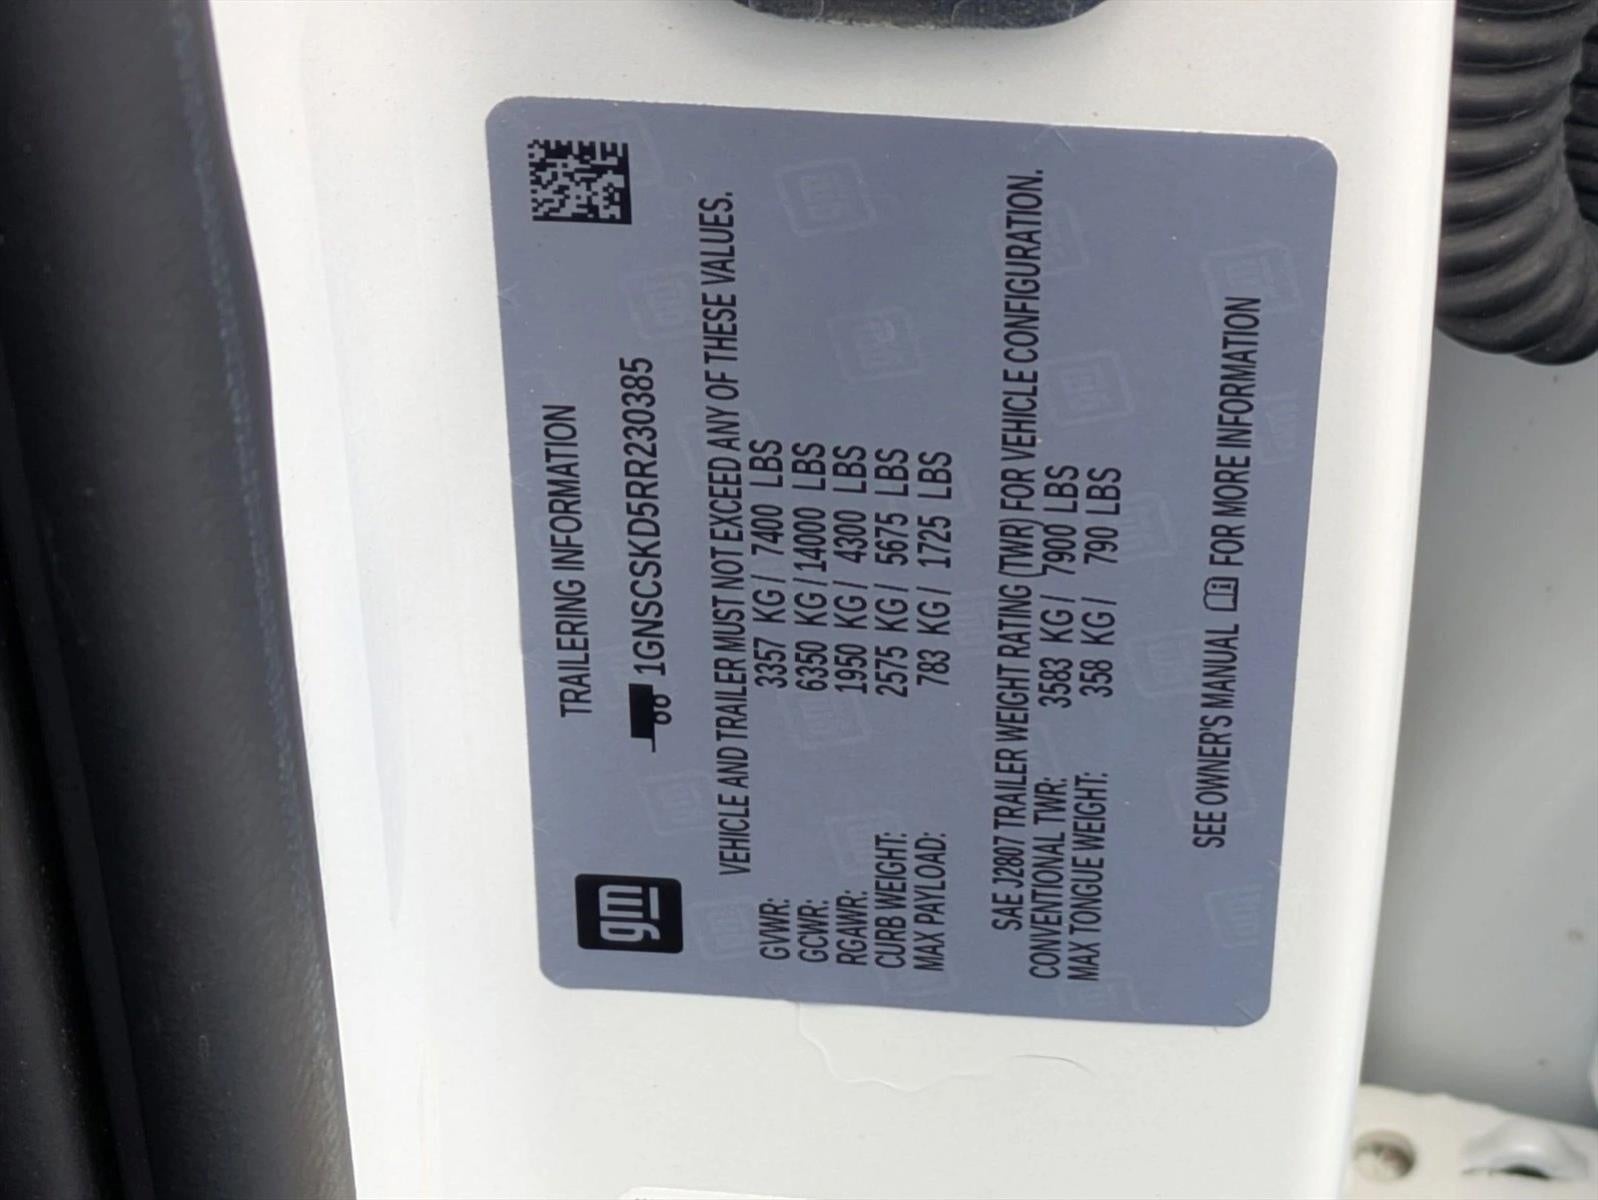 gm
TRAILERING INFORMATION
1GNSCSKD5RR230385
VEHICLE AND TRAILER MUST NOT EXCEED ANY OF THESE VALUES.
GVWR: 3357 KG / 7400 LBS
GCWR: 6350 KG / 14000 LBS
RGAWR: 1950 KG / 4300 LBS
CURB WEIGHT: 2575 KG / 5675 LBS
MAX PAYLOAD: 783 KG / 1725 LBS
SAE J2807 TRAILER WEIGHT RATING (TWR) FOR VEHICLE CONFIGURATION.
CONVENTIONAL TWR: 3583 KG / 7900 LBS
MAX TONGUE WEIGHT: 358 KG / 790 LBS
SEE OWNER'S MANUAL FOR MORE INFORMATION